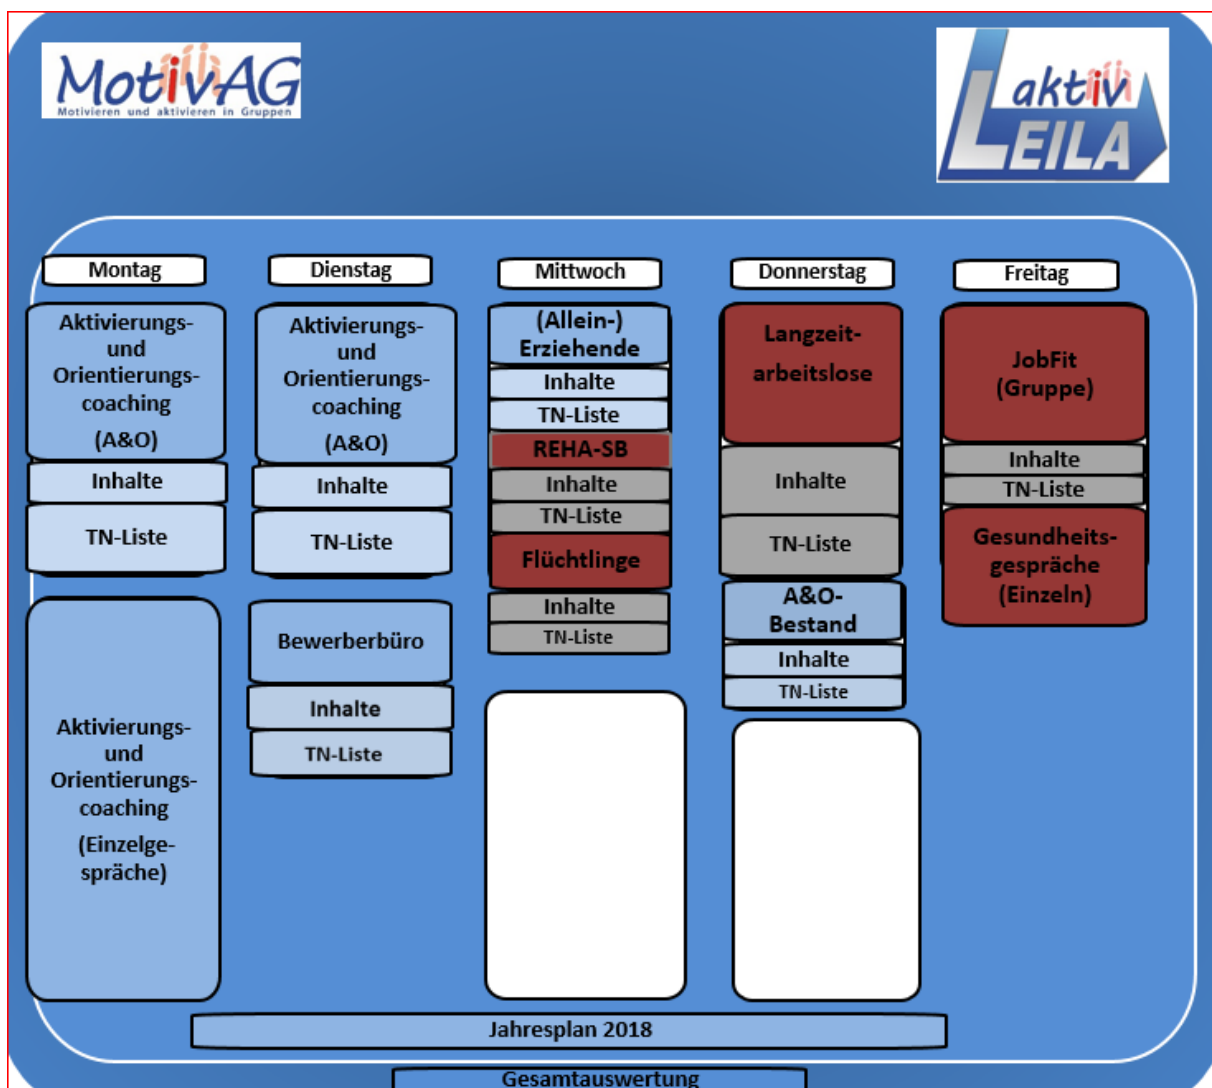 MotivAG
Motivieren und aktivieren in Gruppen
aktiv
LEILA
Montag
Aktivierungs-
und
Orientierungs-
coaching
(A&O)
Inhalte
TN-Liste
Aktivierungs-
und
Orientierungs-
coaching
(Einzelge-
spräche)
Dienstag
Aktivierungs-
und
Orientierungs-
coaching
(A&O)
Inhalte
TN-Liste
Bewerberbüro
Inhalte
TN-Liste
Mittwoch
(Allein-)
Erziehende
Inhalte
TN-Liste
REHA-SB
Inhalte
TN-Liste
Flüchtlinge
Inhalte
TN-Liste
Donnerstag
Langzeit-
arbeitslose
Inhalte
TN-Liste
A&O-
Bestand
Inhalte
TN-Liste
Freitag
JobFit
(Gruppe)
Inhalte
TN-Liste
Gesundheits-
gespräche
(Einzeln)
Jahresplan 2018
Gesamtauswertung